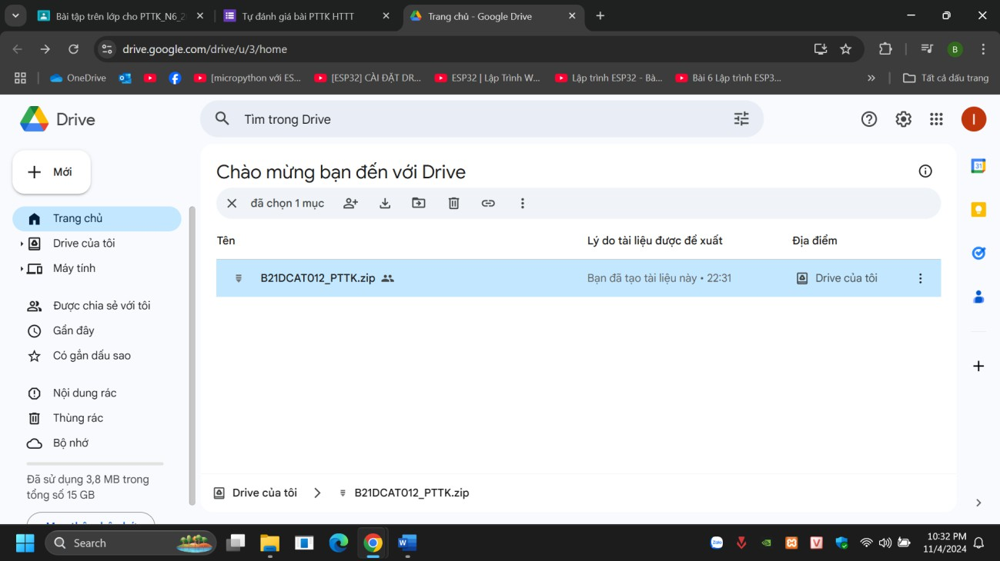 Bài tập trên lớp cho PTTK_N6_2
Tự đánh giá bài PTTK HTTT
Trang chủ - Google Drive
drive.google.com/drive/u/3/home
B
OneDrive
[micropython với ES...
[ESP32] CÀI ĐẶT DR...
ESP32 | Lập Trình W...
Lập trình ESP32 - Bà...
Bài 6 Lập trình ESP3...
Tất cả dấu trang
Drive
Tìm trong Drive
I
Mới
Chào mừng bạn đến với Drive
đã chọn 1 mục
Trang chủ
Drive của tôi
Máy tính
Được chia sẻ với tôi
Gần đây
Có gắn dấu sao
Nội dung rác
Thùng rác
Bộ nhớ
Đã sử dụng 3,8 MB trong
tổng số 15 GB
Tên
Lý do tài liệu được đề xuất
Địa điểm
B21DCAT012_PTTK.zip
Bạn đã tạo tài liệu này • 22:31
Drive của tôi
31
Drive của tôi
B21DCAT012_PTTK.zip
Search
Zalo
10:32 PM
11/4/2024